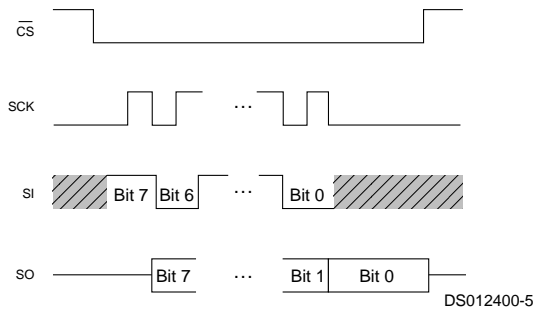 CS
SCK
...
SI Bit 7 Bit 6 ... Bit 0
SO Bit 7 ... Bit 1 Bit 0
DS012400-5